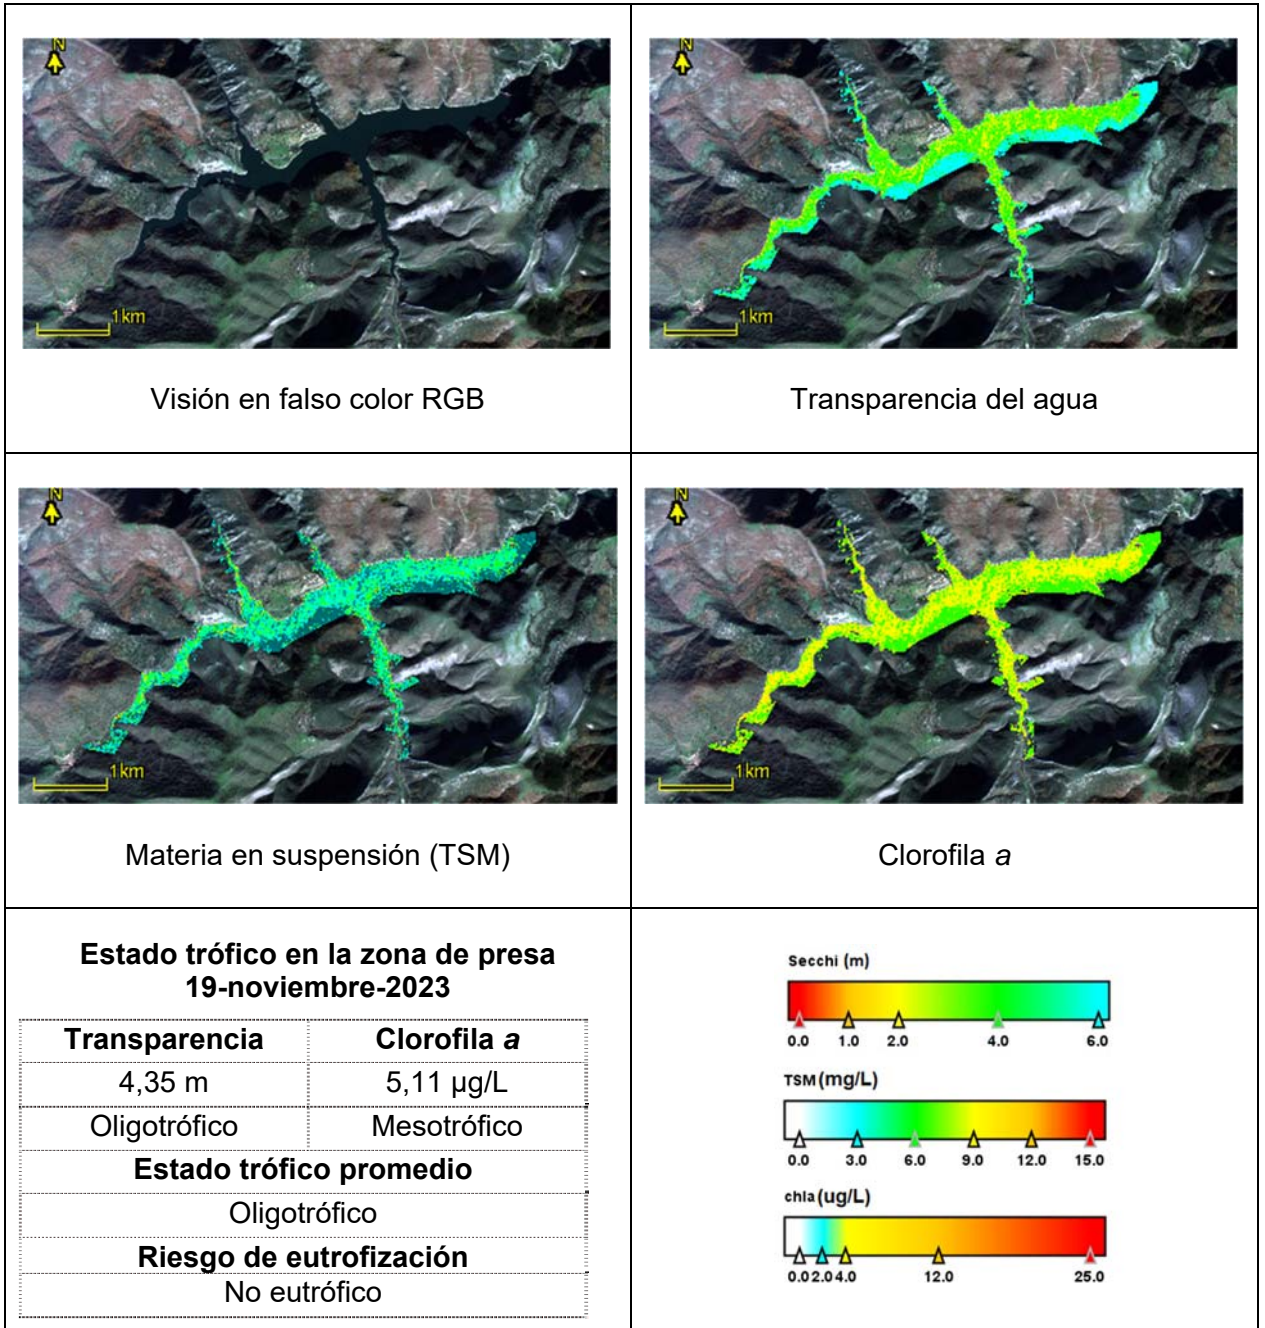 N
1km
Visión en falso color RGB
N
1km
Transparencia del agua
N
1km
Materia en suspensión (TSM)
N
1km
Clorofila a
Estado trófico en la zona de presa
19-noviembre-2023
Transparencia Clorofila a
4,35 m 5,11 µg/L
Oligotrófico Mesotrófico
Estado trófico promedio
Oligotrófico
Riesgo de eutrofización
No eutrófico
Secchi (m)
0.0 1.0 2.0 4.0 6.0
TSM (mg/L)
0.0 3.0 6.0 9.0 12.0 15.0
chla (ug/L)
0.0 2.0 4.0 12.0 25.0